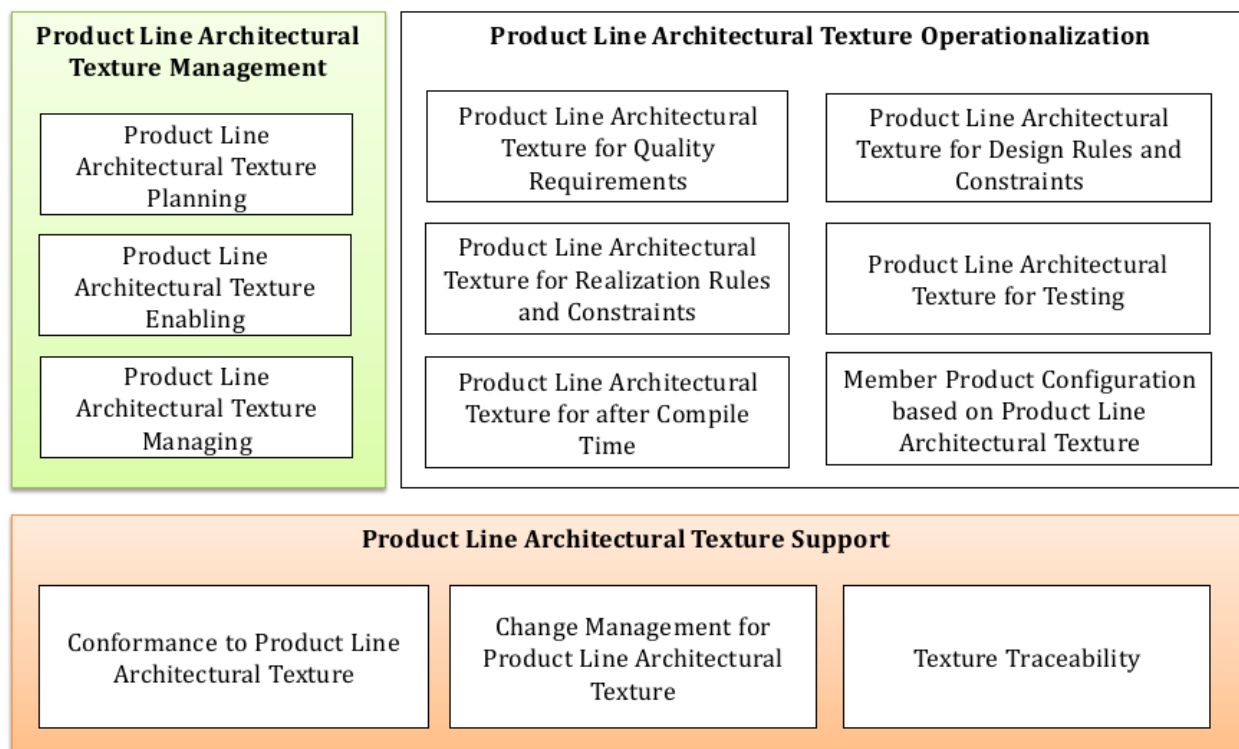 Product Line Architectural
Texture Management
Product Line
Architectural Texture
Planning
Product Line
Architectural Texture
Enabling
Product Line
Architectural Texture
Managing
Product Line Architectural Texture Operationalization
Product Line Architectural
Texture for Quality
Requirements
Product Line Architectural
Texture for Design Rules and
Constraints
Product Line Architectural
Texture for Realization Rules
and Constraints
Product Line Architectural
Texture for Testing
Product Line Architectural
Texture for after Compile
Time
Member Product Configuration
based on Product Line
Architectural Texture
Product Line Architectural Texture Support
Conformance to Product Line
Architectural Texture
Change Management for
Product Line Architectural
Texture
Texture Traceability